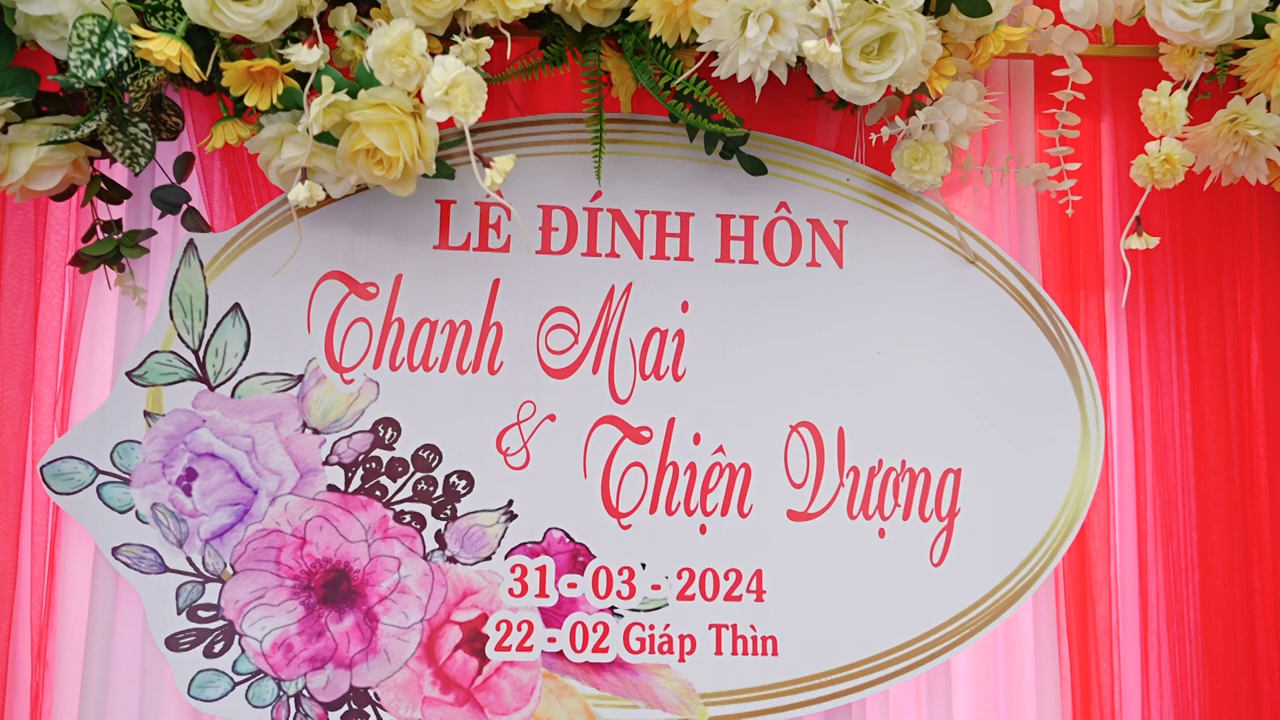 LỄ ĐÍNH HÔN
Thanh Mai
& Thiện Vượng
31 - 03 - 2024
22 - 02 Giáp Thìn